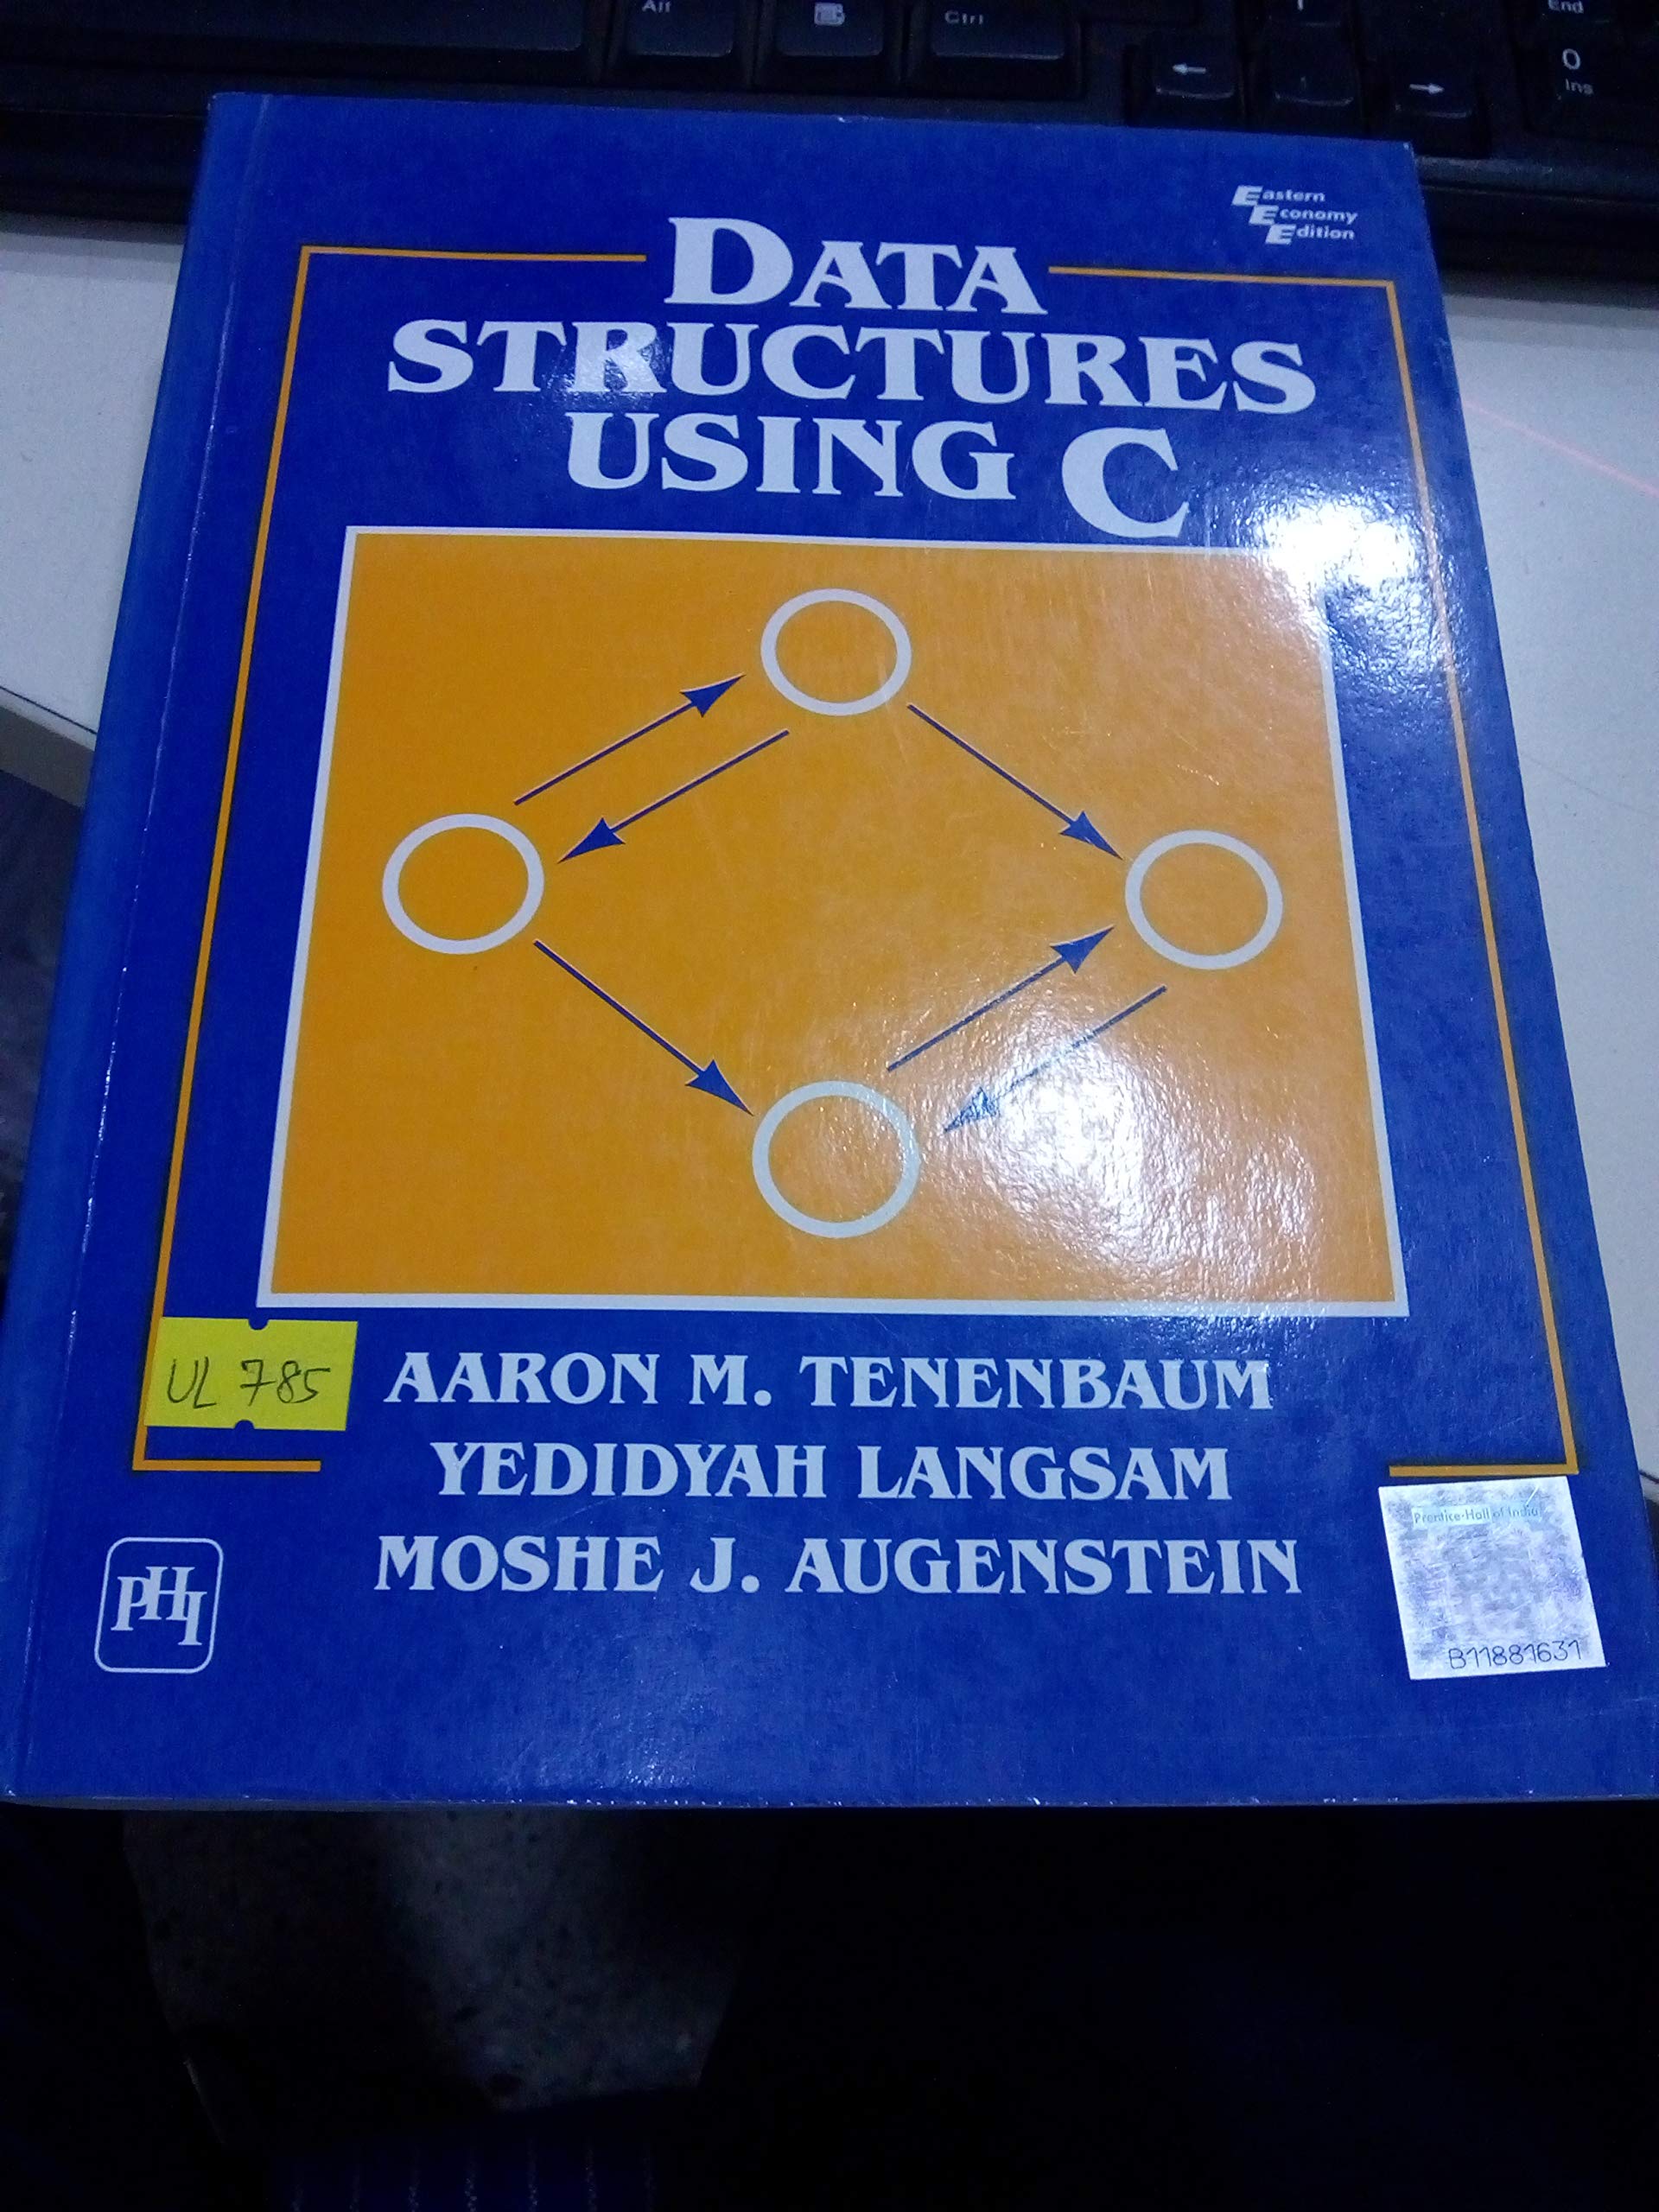 Alt
Ctrl
End
0
Ins
Eastern
Economy
Edition
DATA
STRUCTURES
USING C
UL 785
AARON M. TENENBAUM
YEDIDYAH LANGSAM
MOSHE J. AUGENSTEIN
PHI
Prentice-Hall of India
B11881631